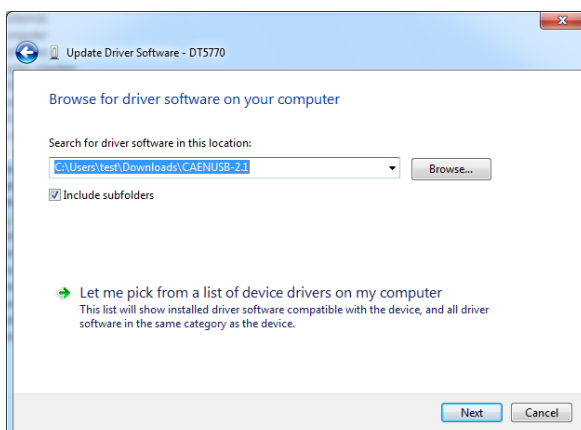 Update Driver Software - DT5770
Browse for driver software on your computer
Search for driver software in this location:
C:\Users\test\Downloads\CAENUSB-2.1
Browse...
Include subfolders
Let me pick from a list of device drivers on my computer
This list will show installed driver software compatible with the device, and all driver
software in the same category as the device.
Next
Cancel